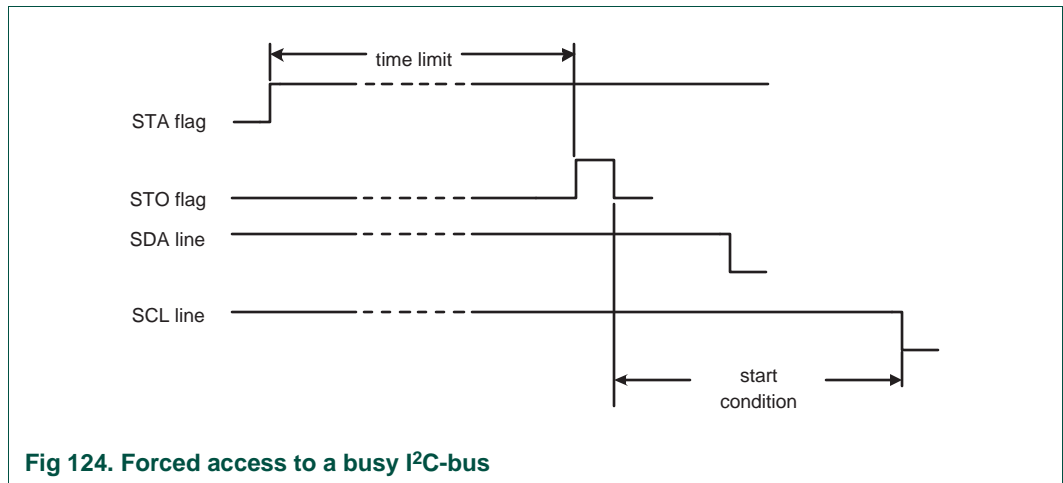 time limit
STA flag
STO flag
SDA line
SCL line
start
condition
Fig 124. Forced access to a busy I²C-bus